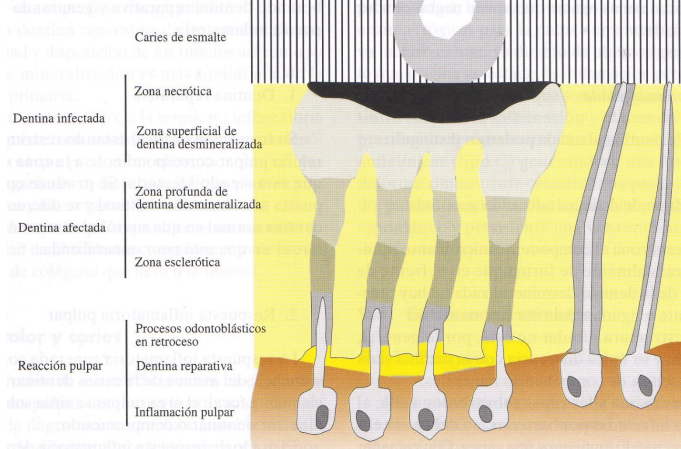 Caries de esmalte
Zona necrótica
Dentina infectada
Zona superficial de
dentina desmineralizada
Zona profunda de
dentina desmineralizada
Dentina afectada
Zona esclerótica
Procesos odontoblásticos
en retroceso
Reacción pulpar
Dentina reparativa
Inflamación pulpar